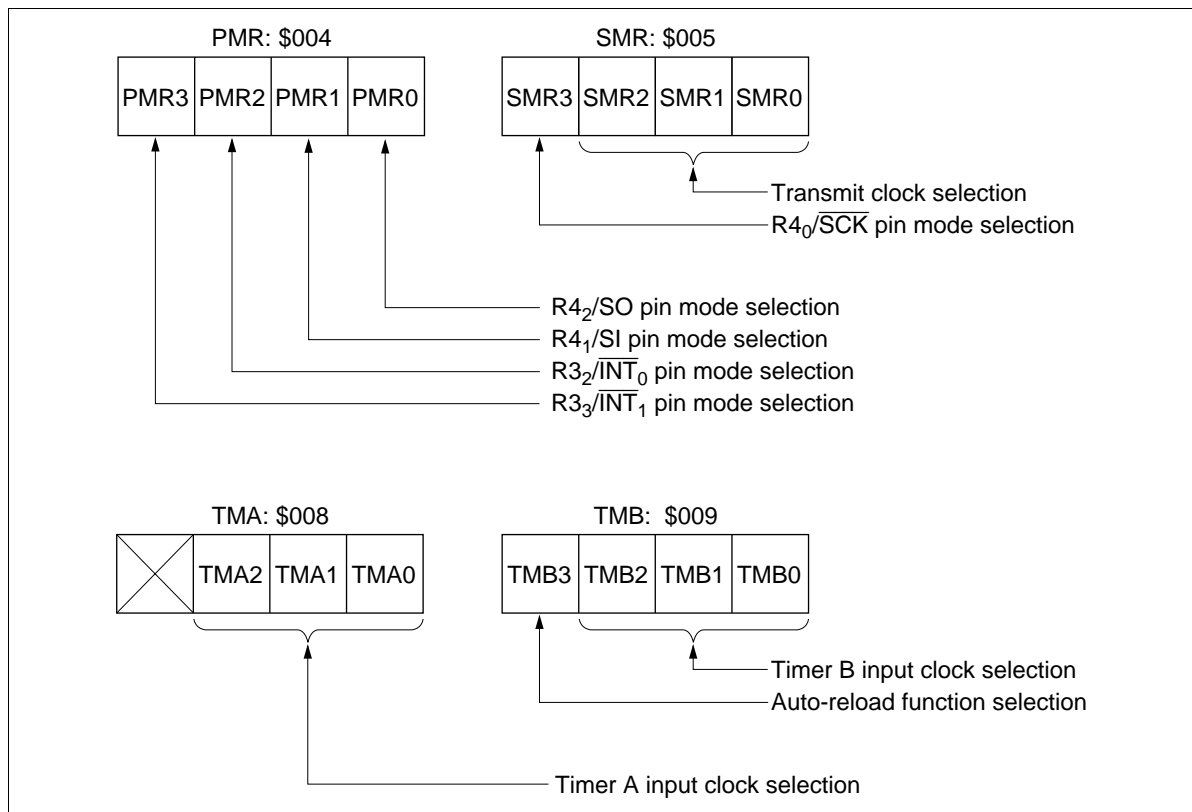 PMR: $004
PMR3 PMR2 PMR1 PMR0
SMR: $005
SMR3 SMR2 SMR1 SMR0
Transmit clock selection
R4₀/S̅C̅K̅ pin mode selection
R4₂/SO pin mode selection
R4₁/SI pin mode selection
R3₂/I̅N̅T̅₀ pin mode selection
R3₃/I̅N̅T̅₁ pin mode selection
TMA: $008
TMA2 TMA1 TMA0
TMB: $009
TMB3 TMB2 TMB1 TMB0
Timer B input clock selection
Auto-reload function selection
Timer A input clock selection